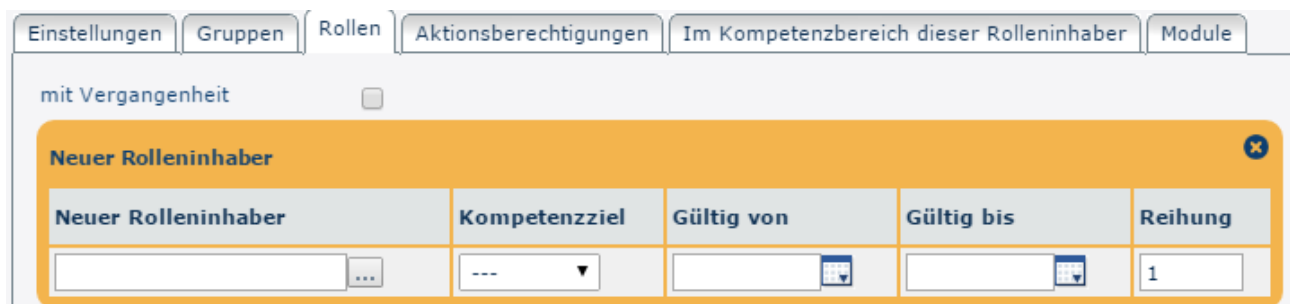 Einstellungen Gruppen Rollen Aktionsberechtigungen Im Kompetenzbereich dieser Rolleninhaber Module
mit Vergangenheit
Neuer Rolleninhaber
Neuer Rolleninhaber Kompetenzziel Gültig von Gültig bis Reihung
... --- 1